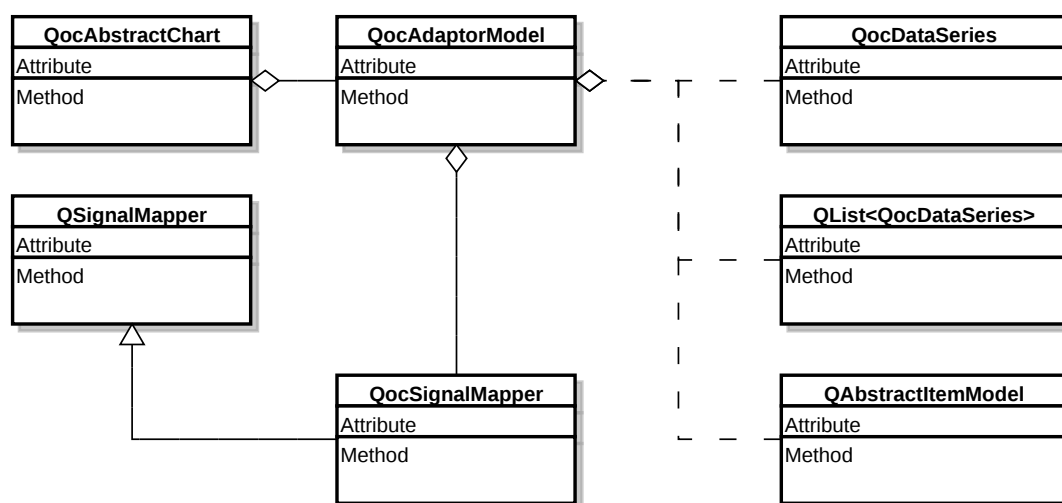 QocAbstractChart
Attribute
Method
QocAdaptorModel
Attribute
Method
QocDataSeries
Attribute
Method
QSignalMapper
Attribute
Method
QList<QocDataSeries>
Attribute
Method
QocSignalMapper
Attribute
Method
QAbstractItemModel
Attribute
Method